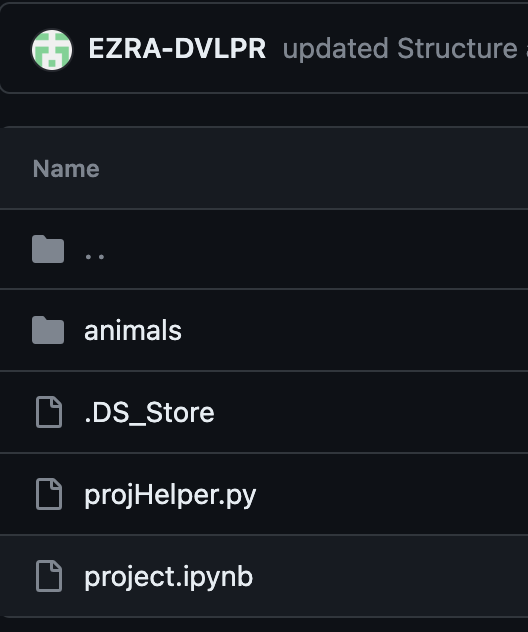 EZRA-DVLPR updated Structure
Name
..
animals
.DS_Store
projHelper.py
project.ipynb